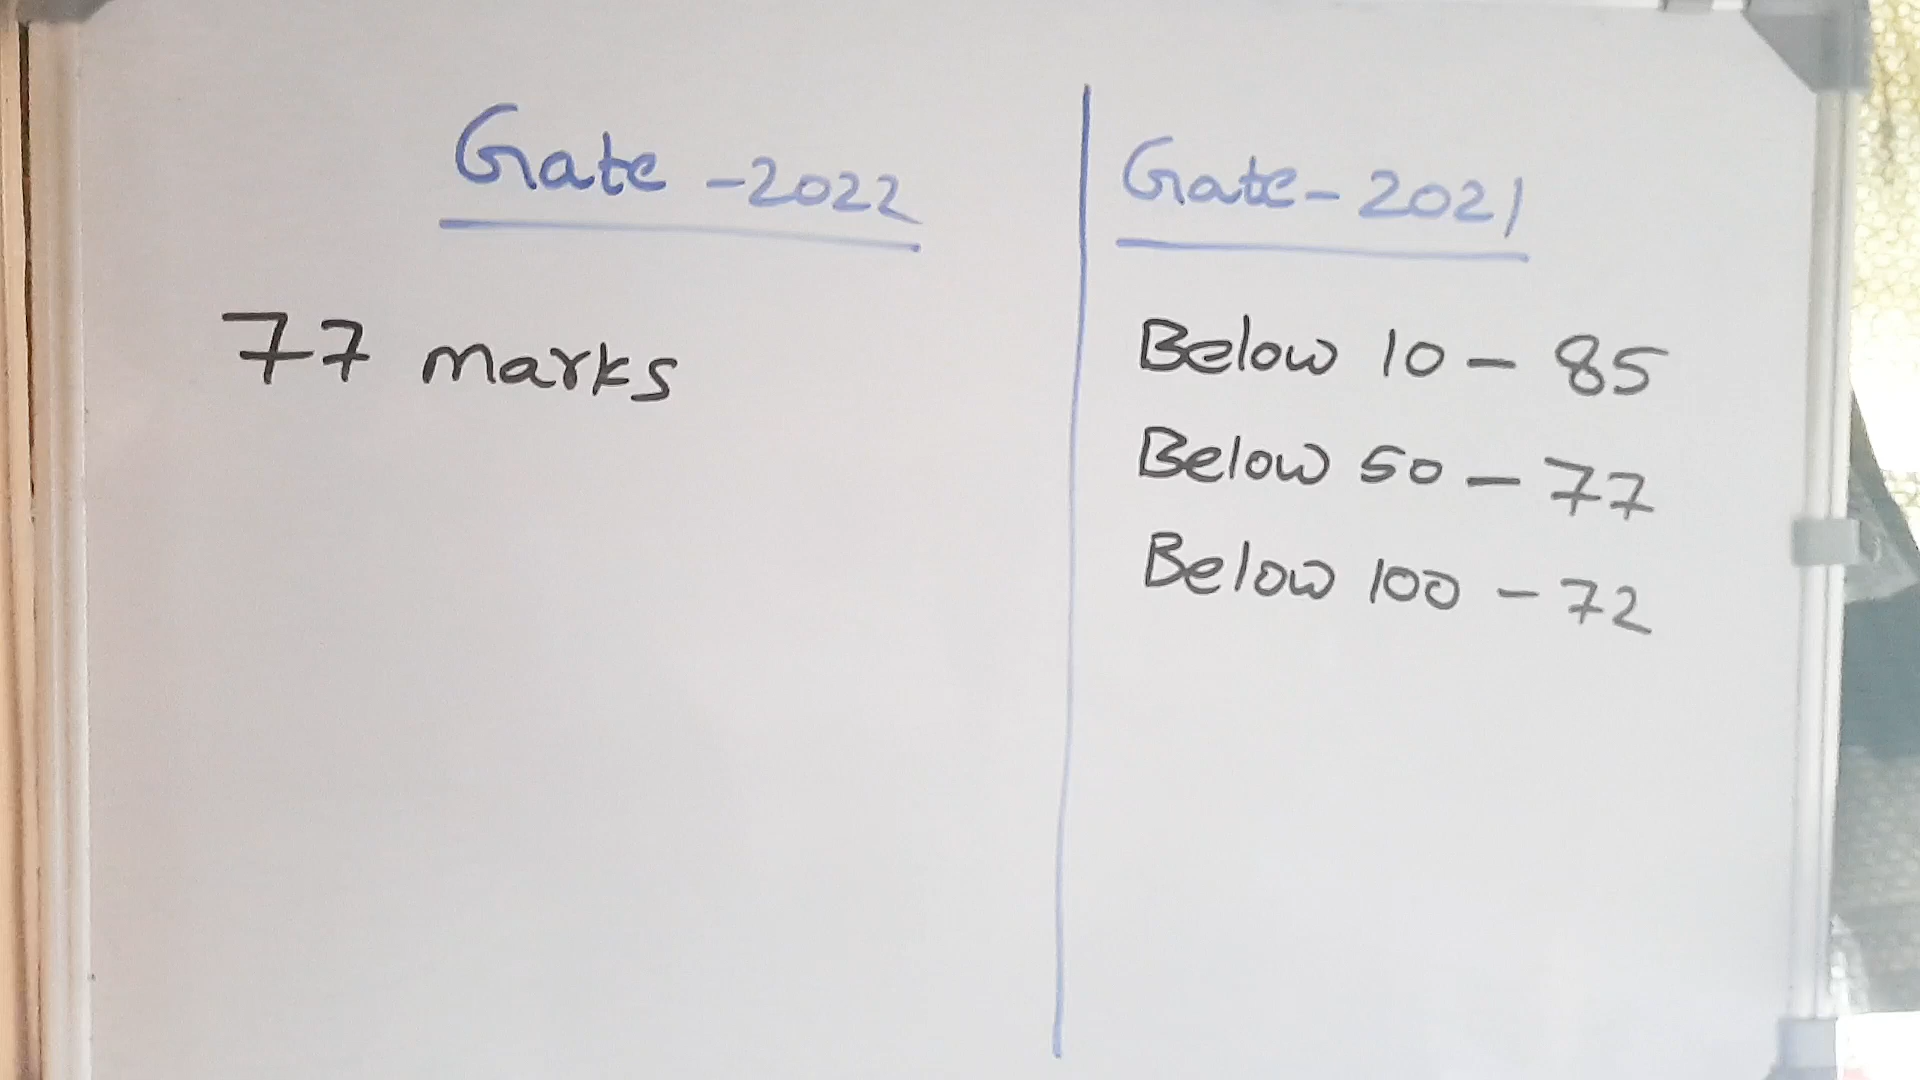 Gate - 2022
77 marks
Gate - 2021
Below 10 - 85
Below 50 - 77
Below 100 - 72